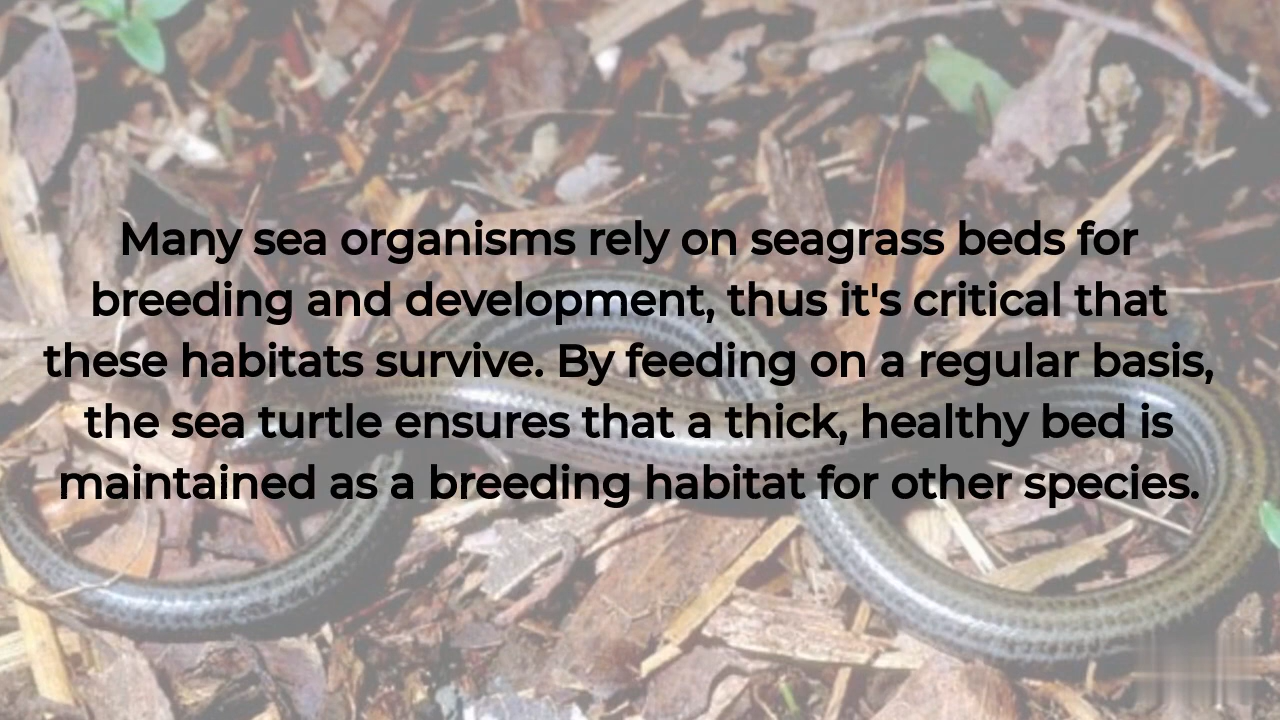 Many sea organisms rely on seagrass beds for
breeding and development, thus it's critical that
these habitats survive. By feeding on a regular basis,
the sea turtle ensures that a thick, healthy bed is
maintained as a breeding habitat for other species.